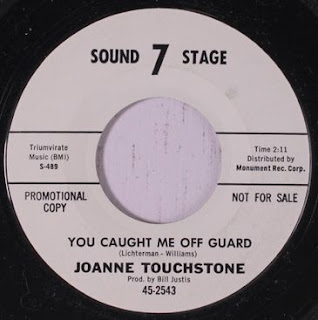 SOUND 7 STAGE
Triumvirate
Music (BMI)
S-489
Time 2:11
Distributed by
Monument Rec. Corp.
PROMOTIONAL
COPY
NOT FOR SALE
YOU CAUGHT ME OFF GUARD
(Lichterman - Williams)
JOANNE TOUCHSTONE
Prod. by Bill Justis
45-2543